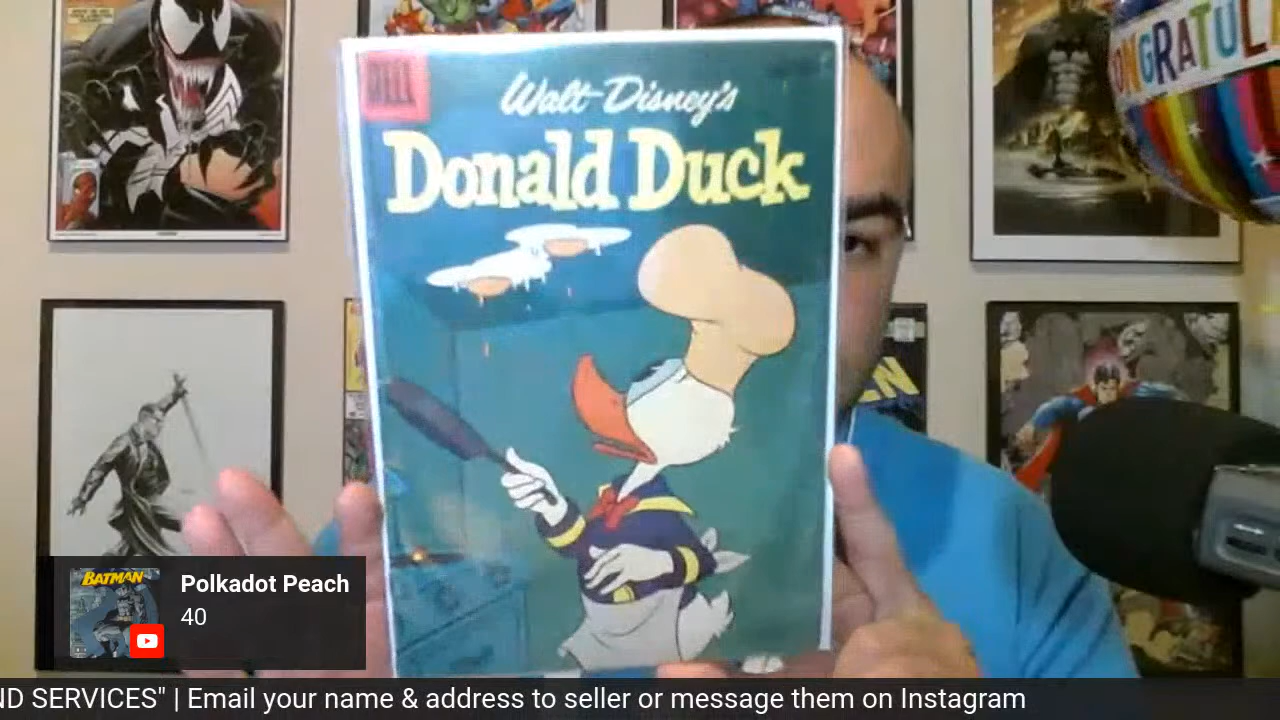 DELL
Walt Disney's
Donald Duck
ONGRATUL
BATMAN
Polkadot Peach
40
ND SERVICES" | Email your name & address to seller or message them on Instagram